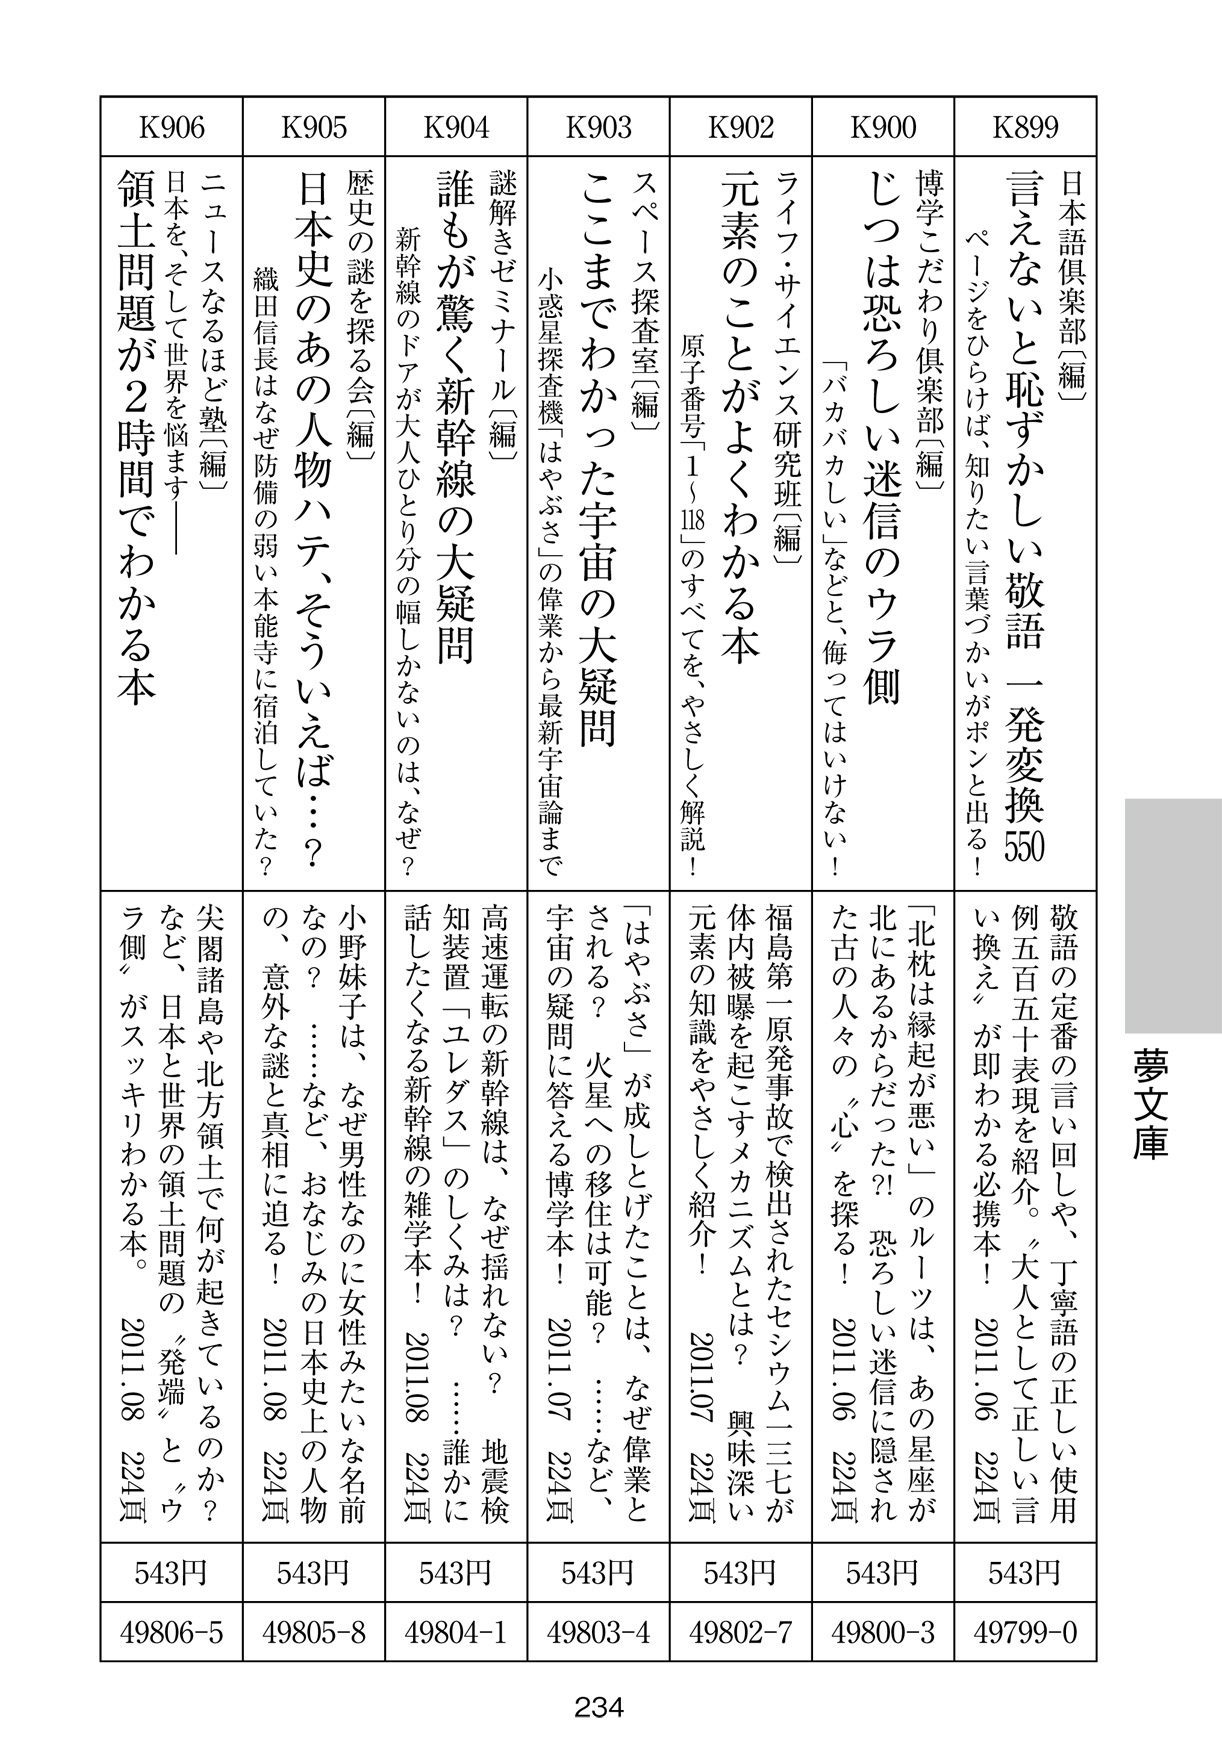 K899
日本語倶楽部〔編〕
言えないと恥ずかしい敬語 一発変換550
ページをひらけば、知りたい言葉づかいがポンと出る!
敬語の定番の言い回しや、丁寧語の正しい使用
例五百五十表現を紹介。〝大人として正しい言
い換え〟が即わかる必携本! 2011.06 224頁
543円
49799-0
K900
博学こだわり倶楽部〔編〕
じつは恐ろしい迷信のウラ側
「バカバカしい」などと、侮ってはいけない!
「北枕は縁起が悪い」のルーツは、あの星座が
北にあるからだった?! 恐ろしい迷信に隠され
た古の人々の〝心〟を探る! 2011.06 224頁
543円
49800-3
K902
ライフ・サイエンス研究班〔編〕
元素のことがよくわかる本
原子番号「1〜118」のすべてを、やさしく解説!
福島第一原発事故で検出されたセシウム一三七が
体内被曝を起こすメカニズムとは? 興味深い
元素の知識をやさしく紹介! 2011.07 224頁
543円
49802-7
K903
スペース探査室〔編〕
ここまでわかった宇宙の大疑問
小惑星探査機「はやぶさ」の偉業から最新宇宙論まで
「はやぶさ」が成しとげたことは、なぜ偉業と
される? 火星への移住は可能? ……など、
宇宙の疑問に答える博学本! 2011.07 224頁
543円
49803-4
K904
謎解きゼミナール〔編〕
誰もが驚く新幹線の大疑問
新幹線のドアが大人ひとり分の幅しかないのは、なぜ?
高速運転の新幹線は、なぜ揺れない? 地震検
知装置「ユレダス」のしくみは? ……誰かに
話したくなる新幹線の雑学本! 2011.08 224頁
543円
49804-1
K905
歴史の謎を探る会〔編〕
日本史のあの人物ハテ、そういえば…?
織田信長はなぜ防備の弱い本能寺に宿泊していた?
小野妹子は、なぜ男性なのに女性みたいな名前
なの? ……など、おなじみの日本史上の人物
の、意外な謎と真相に迫る! 2011.08 224頁
543円
49805-8
K906
ニュースなるほど塾〔編〕
日本を、そして世界を悩ます――
領土問題が2時間でわかる本
尖閣諸島や北方領土で何が起きているのか?
など、日本と世界の領土問題の〝発端〟と〝ウ
ラ側〟がスッキリわかる本。 2011.08 224頁
543円
49806-5
夢文庫
234